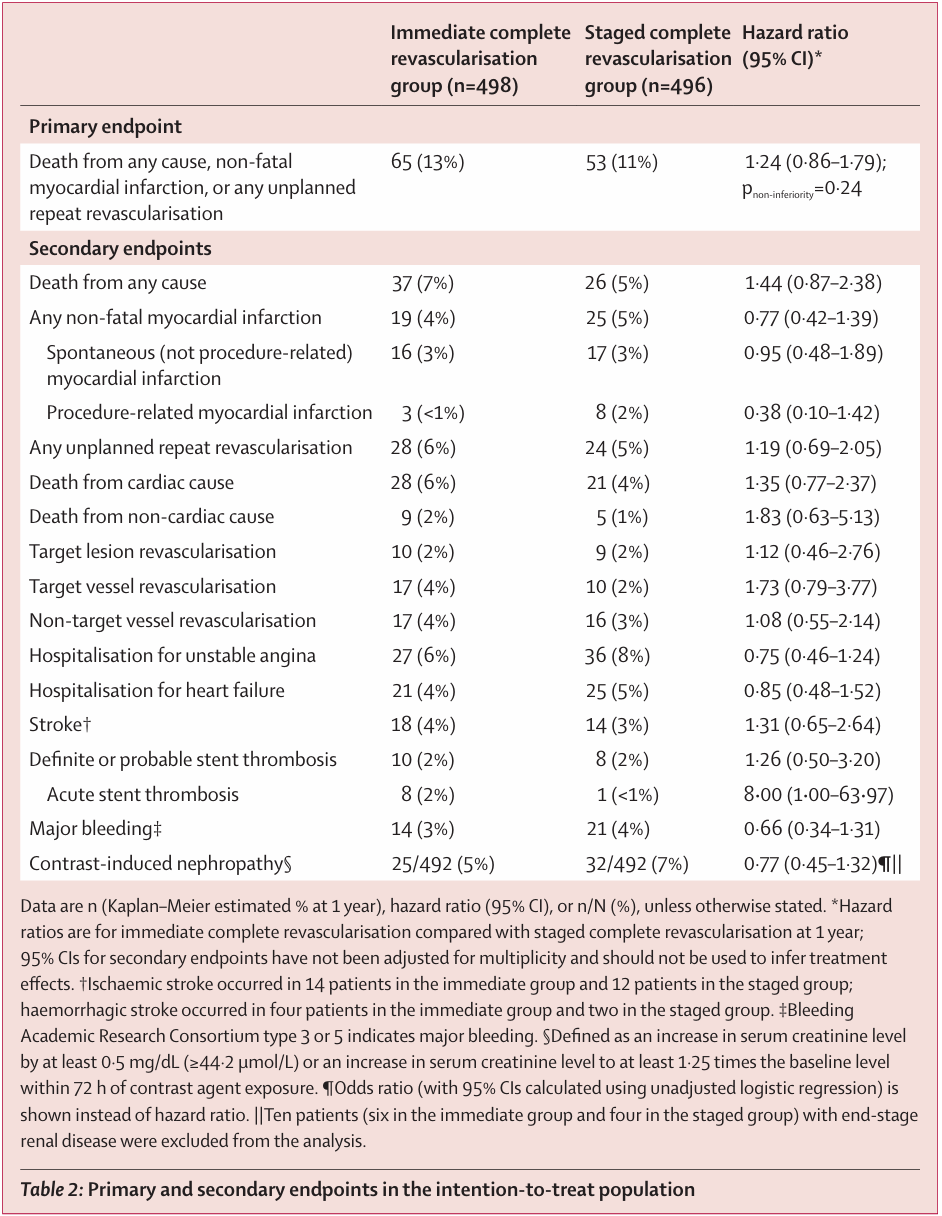 Immediate complete revascularisation group (n=498) Staged complete revascularisation group (n=496) Hazard ratio (95% CI)*
Primary endpoint
Death from any cause, non-fatal myocardial infarction, or any unplanned repeat revascularisation 65 (13%) 53 (11%) 1·24 (0·86–1·79); pnon-inferiority=0·24
Secondary endpoints
Death from any cause 37 (7%) 26 (5%) 1·44 (0·87–2·38)
Any non-fatal myocardial infarction 19 (4%) 25 (5%) 0·77 (0·42–1·39)
Spontaneous (not procedure-related) myocardial infarction 16 (3%) 17 (3%) 0·95 (0·48–1·89)
Procedure-related myocardial infarction 3 (<1%) 8 (2%) 0·38 (0·10–1·42)
Any unplanned repeat revascularisation 28 (6%) 24 (5%) 1·19 (0·69–2·05)
Death from cardiac cause 28 (6%) 21 (4%) 1·35 (0·77–2·37)
Death from non-cardiac cause 9 (2%) 5 (1%) 1·83 (0·63–5·13)
Target lesion revascularisation 10 (2%) 9 (2%) 1·12 (0·46–2·76)
Target vessel revascularisation 17 (4%) 10 (2%) 1·73 (0·79–3·77)
Non-target vessel revascularisation 17 (4%) 16 (3%) 1·08 (0·55–2·14)
Hospitalisation for unstable angina 27 (6%) 36 (8%) 0·75 (0·46–1·24)
Hospitalisation for heart failure 21 (4%) 25 (5%) 0·85 (0·48–1·52)
Stroke† 18 (4%) 14 (3%) 1·31 (0·65–2·64)
Definite or probable stent thrombosis 10 (2%) 8 (2%) 1·26 (0·50–3·20)
Acute stent thrombosis 8 (2%) 1 (<1%) 8·00 (1·00–63·97)
Major bleeding‡ 14 (3%) 21 (4%) 0·66 (0·34–1·31)
Contrast-induced nephropathy§ 25/492 (5%) 32/492 (7%) 0·77 (0·45–1·32)¶||
Data are n (Kaplan–Meier estimated % at 1 year), hazard ratio (95% CI), or n/N (%), unless otherwise stated. *Hazard
ratios are for immediate complete revascularisation compared with staged complete revascularisation at 1 year;
95% CIs for secondary endpoints have not been adjusted for multiplicity and should not be used to infer treatment
effects. †Ischaemic stroke occurred in 14 patients in the immediate group and 12 patients in the staged group;
haemorrhagic stroke occurred in four patients in the immediate group and two in the staged group. ‡Bleeding
Academic Research Consortium type 3 or 5 indicates major bleeding. §Defined as an increase in serum creatinine level
by at least 0·5 mg/dL (≥44·2 µmol/L) or an increase in serum creatinine level to at least 1·25 times the baseline level
within 72 h of contrast agent exposure. ¶Odds ratio (with 95% CIs calculated using unadjusted logistic regression) is
shown instead of hazard ratio. ||Ten patients (six in the immediate group and four in the staged group) with end-stage
renal disease were excluded from the analysis.
Table 2: Primary and secondary endpoints in the intention-to-treat population